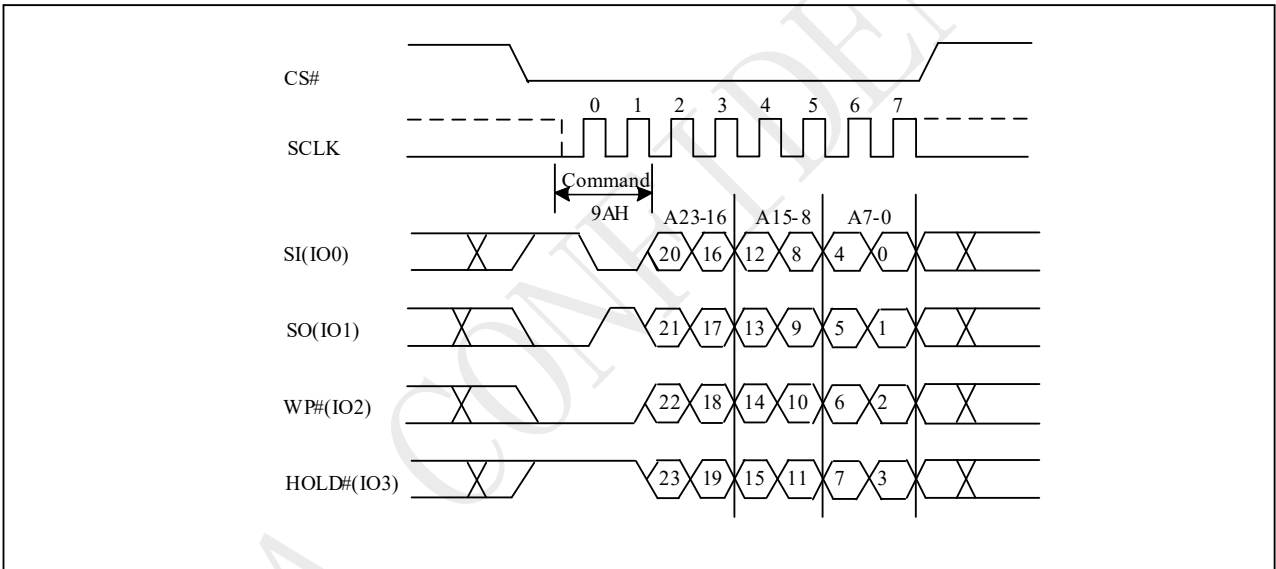 CS#
0 1 2 3 4 5 6 7
SCLK
Command
9AH A23-16 A15-8 A7-0
SI(IO0) 20 16 12 8 4 0
SO(IO1) 21 17 13 9 5 1
WP#(IO2) 22 18 14 10 6 2
HOLD#(IO3) 23 19 15 11 7 3